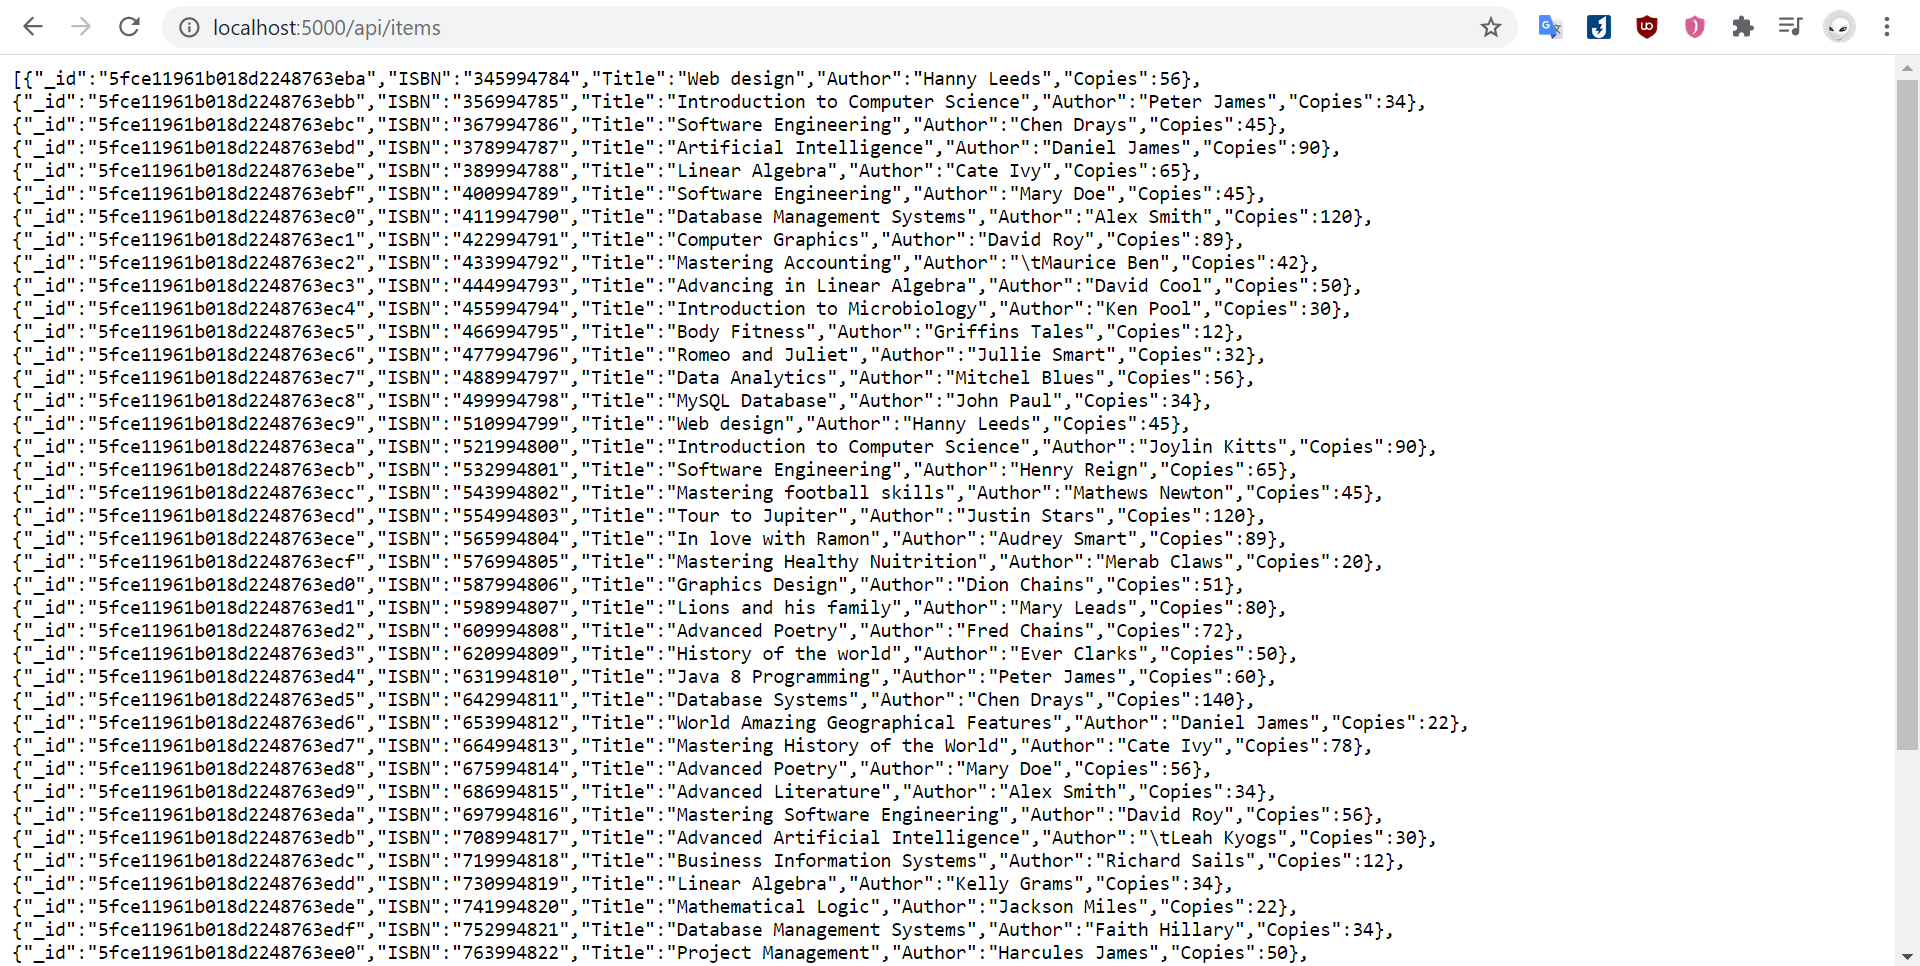 localhost:5000/api/items
[{"_id":"5fce11961b018d2248763eba","ISBN":"345994784","Title":"Web design","Author":"Hanny Leeds","Copies":56},
{"_id":"5fce11961b018d2248763ebb","ISBN":"356994785","Title":"Introduction to Computer Science","Author":"Peter James","Copies":34},
{"_id":"5fce11961b018d2248763ebc","ISBN":"367994786","Title":"Software Engineering","Author":"Chen Drays","Copies":45},
{"_id":"5fce11961b018d2248763ebd","ISBN":"378994787","Title":"Artificial Intelligence","Author":"Daniel James","Copies":90},
{"_id":"5fce11961b018d2248763ebe","ISBN":"389994788","Title":"Linear Algebra","Author":"Cate Ivy","Copies":65},
{"_id":"5fce11961b018d2248763ebf","ISBN":"400994789","Title":"Software Engineering","Author":"Mary Doe","Copies":45},
{"_id":"5fce11961b018d2248763ec0","ISBN":"411994790","Title":"Database Management Systems","Author":"Alex Smith","Copies":120},
{"_id":"5fce11961b018d2248763ec1","ISBN":"422994791","Title":"Computer Graphics","Author":"David Roy","Copies":89},
{"_id":"5fce11961b018d2248763ec2","ISBN":"433994792","Title":"Mastering Accounting","Author":"\tMaurice Ben","Copies":42},
{"_id":"5fce11961b018d2248763ec3","ISBN":"444994793","Title":"Advancing in Linear Algebra","Author":"David Cool","Copies":50},
{"_id":"5fce11961b018d2248763ec4","ISBN":"455994794","Title":"Introduction to Microbiology","Author":"Ken Pool","Copies":30},
{"_id":"5fce11961b018d2248763ec5","ISBN":"466994795","Title":"Body Fitness","Author":"Griffins Tales","Copies":12},
{"_id":"5fce11961b018d2248763ec6","ISBN":"477994796","Title":"Romeo and Juliet","Author":"Jullie Smart","Copies":32},
{"_id":"5fce11961b018d2248763ec7","ISBN":"488994797","Title":"Data Analytics","Author":"Mitchel Blues","Copies":56},
{"_id":"5fce11961b018d2248763ec8","ISBN":"499994798","Title":"MySQL Database","Author":"John Paul","Copies":34},
{"_id":"5fce11961b018d2248763ec9","ISBN":"510994799","Title":"Web design","Author":"Hanny Leeds","Copies":45},
{"_id":"5fce11961b018d2248763eca","ISBN":"521994800","Title":"Introduction to Computer Science","Author":"Joylin Kitts","Copies":90},
{"_id":"5fce11961b018d2248763ecb","ISBN":"532994801","Title":"Software Engineering","Author":"Henry Reign","Copies":65},
{"_id":"5fce11961b018d2248763ecc","ISBN":"543994802","Title":"Mastering football skills","Author":"Mathews Newton","Copies":45},
{"_id":"5fce11961b018d2248763ecd","ISBN":"554994803","Title":"Tour to Jupiter","Author":"Justin Stars","Copies":120},
{"_id":"5fce11961b018d2248763ece","ISBN":"565994804","Title":"In love with Ramon","Author":"Audrey Smart","Copies":89},
{"_id":"5fce11961b018d2248763ecf","ISBN":"576994805","Title":"Mastering Healthy Nuitrition","Author":"Merab Claws","Copies":20},
{"_id":"5fce11961b018d2248763ed0","ISBN":"587994806","Title":"Graphics Design","Author":"Dion Chains","Copies":51},
{"_id":"5fce11961b018d2248763ed1","ISBN":"598994807","Title":"Lions and his family","Author":"Mary Leads","Copies":80},
{"_id":"5fce11961b018d2248763ed2","ISBN":"609994808","Title":"Advanced Poetry","Author":"Fred Chains","Copies":72},
{"_id":"5fce11961b018d2248763ed3","ISBN":"620994809","Title":"History of the world","Author":"Ever Clarks","Copies":50},
{"_id":"5fce11961b018d2248763ed4","ISBN":"631994810","Title":"Java 8 Programming","Author":"Peter James","Copies":60},
{"_id":"5fce11961b018d2248763ed5","ISBN":"642994811","Title":"Database Systems","Author":"Chen Drays","Copies":140},
{"_id":"5fce11961b018d2248763ed6","ISBN":"653994812","Title":"World Amazing Geographical Features","Author":"Daniel James","Copies":22},
{"_id":"5fce11961b018d2248763ed7","ISBN":"664994813","Title":"Mastering History of the World","Author":"Cate Ivy","Copies":78},
{"_id":"5fce11961b018d2248763ed8","ISBN":"675994814","Title":"Advanced Poetry","Author":"Mary Doe","Copies":56},
{"_id":"5fce11961b018d2248763ed9","ISBN":"686994815","Title":"Advanced Literature","Author":"Alex Smith","Copies":34},
{"_id":"5fce11961b018d2248763eda","ISBN":"697994816","Title":"Mastering Software Engineering","Author":"David Roy","Copies":56},
{"_id":"5fce11961b018d2248763edb","ISBN":"708994817","Title":"Advanced Artificial Intelligence","Author":"\tLeah Kyogs","Copies":30},
{"_id":"5fce11961b018d2248763edc","ISBN":"719994818","Title":"Business Information Systems","Author":"Richard Sails","Copies":12},
{"_id":"5fce11961b018d2248763edd","ISBN":"730994819","Title":"Linear Algebra","Author":"Kelly Grams","Copies":34},
{"_id":"5fce11961b018d2248763ede","ISBN":"741994820","Title":"Mathematical Logic","Author":"Jackson Miles","Copies":22},
{"_id":"5fce11961b018d2248763edf","ISBN":"752994821","Title":"Database Management Systems","Author":"Faith Hillary","Copies":34},
{"_id":"5fce11961b018d2248763ee0","ISBN":"763994822","Title":"Project Management","Author":"Harcules James","Copies":50},